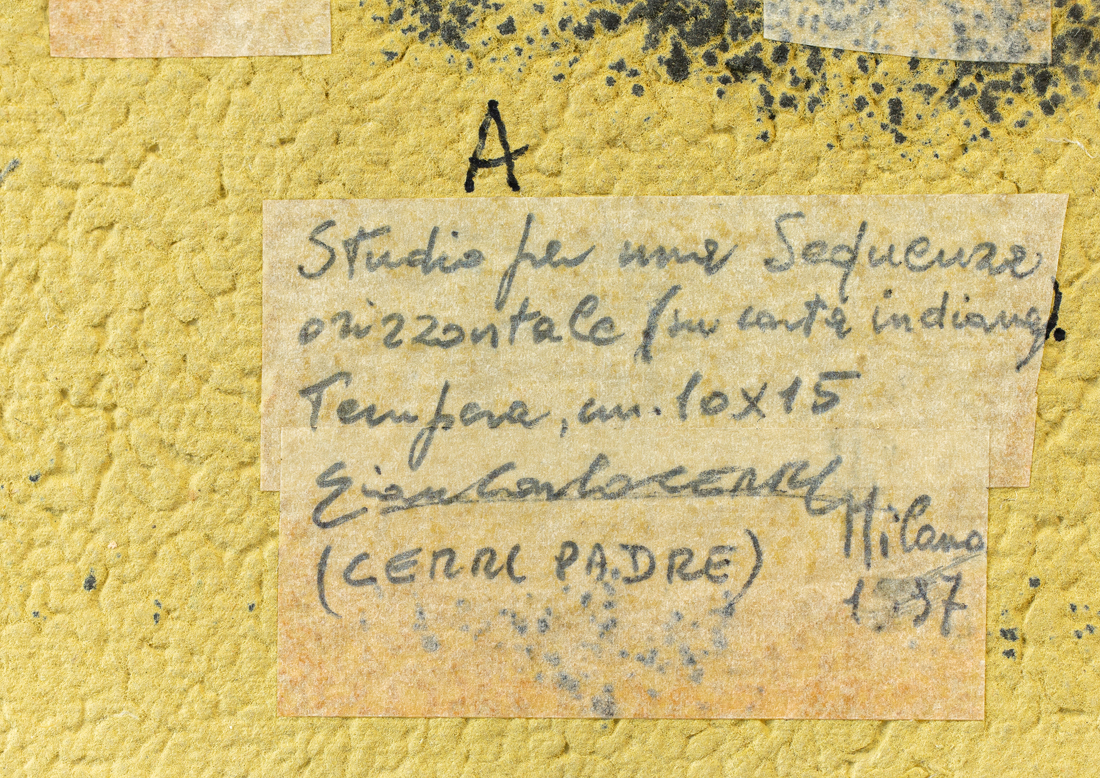 A
Studio per una Sequenza
orizzontale (su carta indiana).
Tempera, cm. 10x15
Giancarlo CERRI
(CERRI PADRE)
Milano